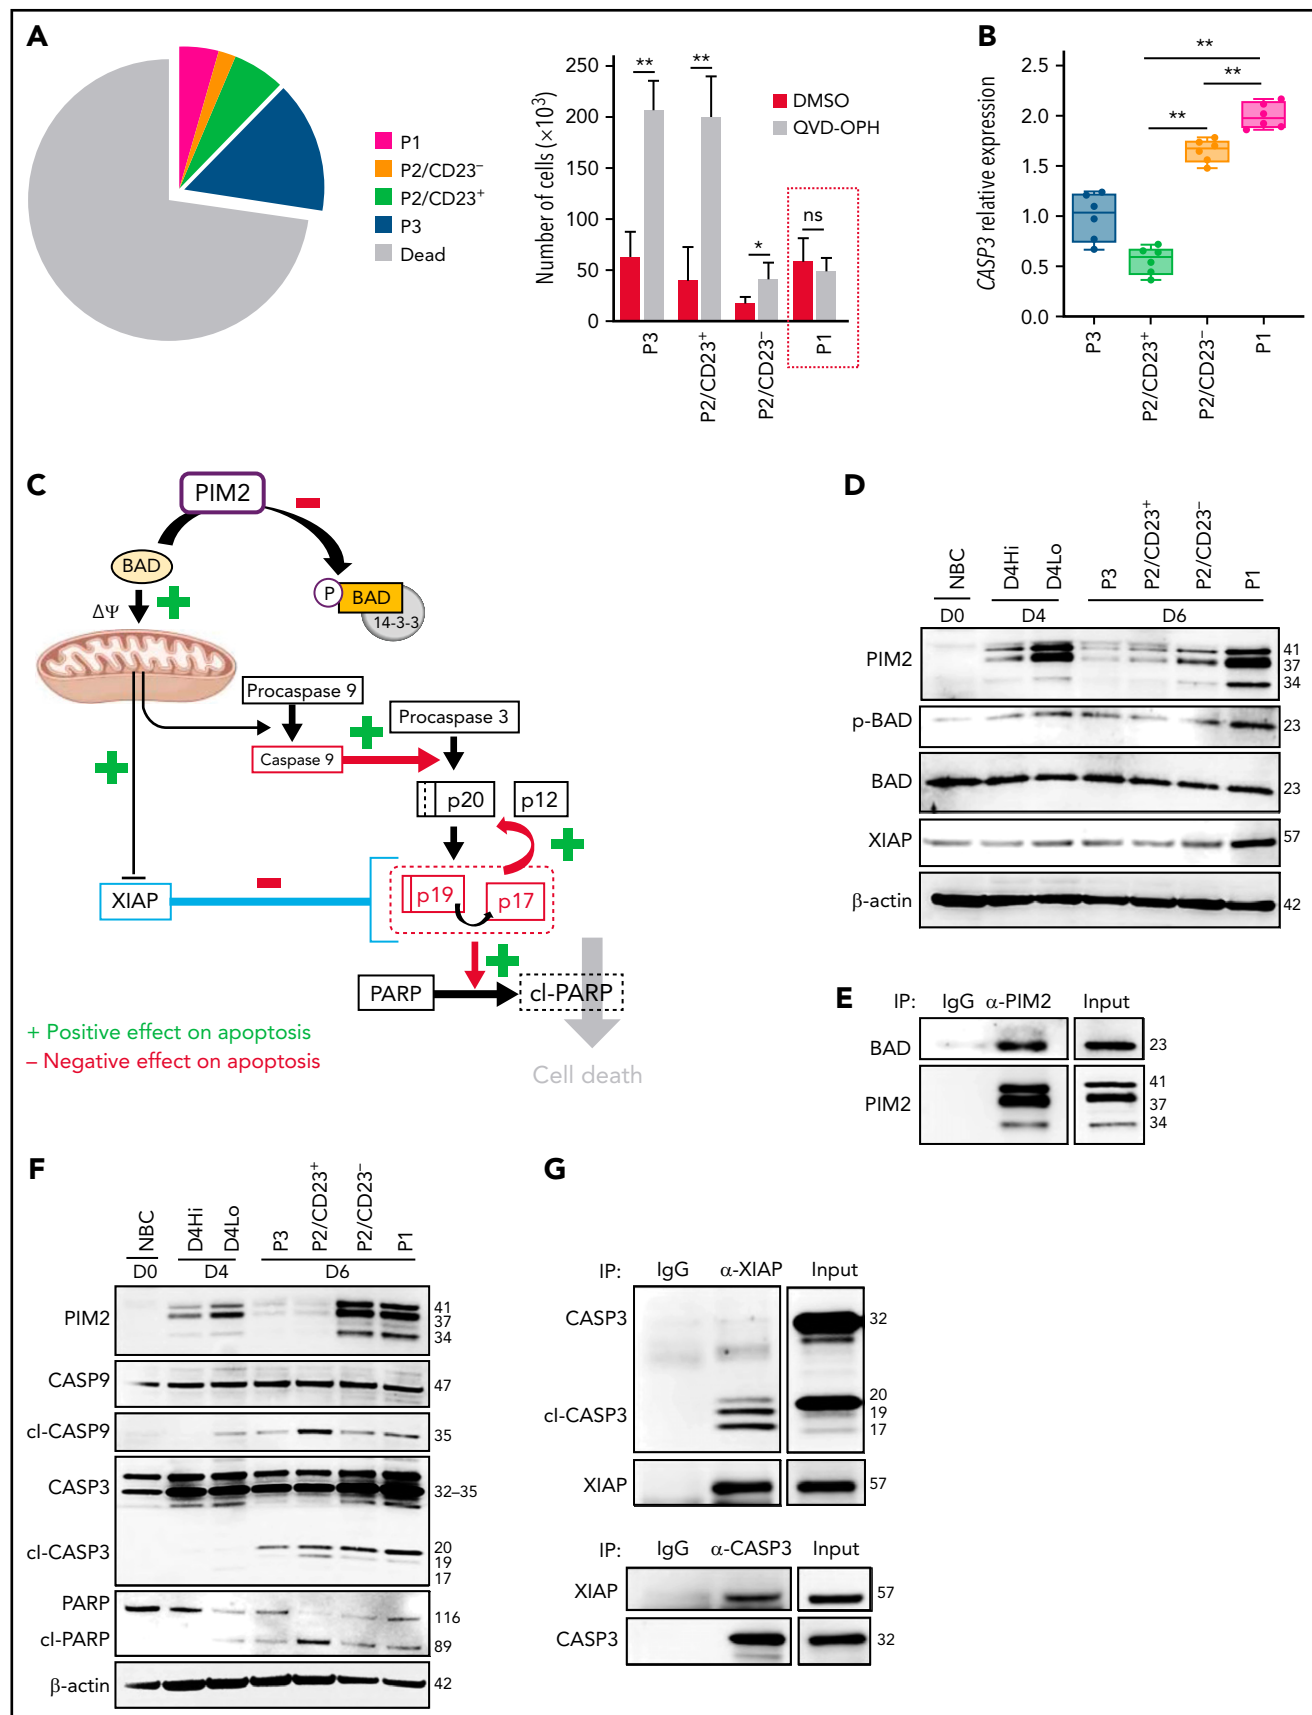 A
P1
P2/CD23−
P2/CD23+
P3
Dead
Number of cells (×10³)
250
200
150
100
50
0
**
**
*
ns
DMSO
QVD-OPH
P3
P2/CD23+
P2/CD23−
P1
B
CASP3 relative expression
2.5
2.0
1.5
1.0
0.5
0.0
**
**
**
P3
P2/CD23+
P2/CD23−
P1
C
PIM2
BAD
ΔΨ
P
BAD
14-3-3
Procaspase 9
Procaspase 3
Caspase 9
p20
p12
XIAP
p19
p17
PARP
cl-PARP
+ Positive effect on apoptosis
– Negative effect on apoptosis
Cell death
D
NBC
D4Hi
D4Lo
P3
P2/CD23+
P2/CD23−
P1
D0
D4
D6
PIM2
41
37
34
p-BAD
23
BAD
23
XIAP
57
β-actin
42
E
IP:
IgG
α-PIM2
Input
BAD
23
PIM2
41
37
34
F
NBC
D4Hi
D4Lo
P3
P2/CD23+
P2/CD23−
P1
D0
D4
D6
PIM2
41
37
34
CASP9
47
cl-CASP9
35
CASP3
32–35
cl-CASP3
20
19
17
PARP
116
cl-PARP
89
β-actin
42
G
IP:
IgG
α-XIAP
Input
CASP3
32
cl-CASP3
20
19
17
XIAP
57
IP:
IgG
α-CASP3
Input
XIAP
57
CASP3
32